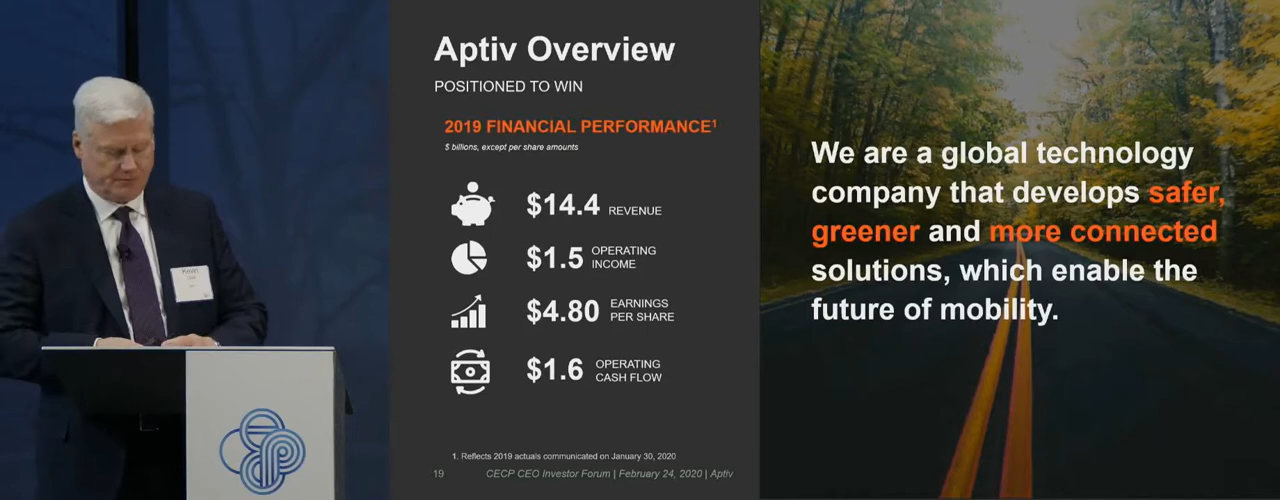 Kevin
Aptiv Overview
POSITIONED TO WIN
2019 FINANCIAL PERFORMANCE¹
$ billions, except per share amounts
$14.4 REVENUE
$1.5 OPERATING
INCOME
$4.80 EARNINGS
PER SHARE
$1.6 OPERATING
CASH FLOW
1. Reflects 2019 actuals communicated on January 30, 2020
19 CECP CEO Investor Forum | February 24, 2020 | Aptiv
We are a global technology
company that develops safer,
greener and more connected
solutions, which enable the
future of mobility.